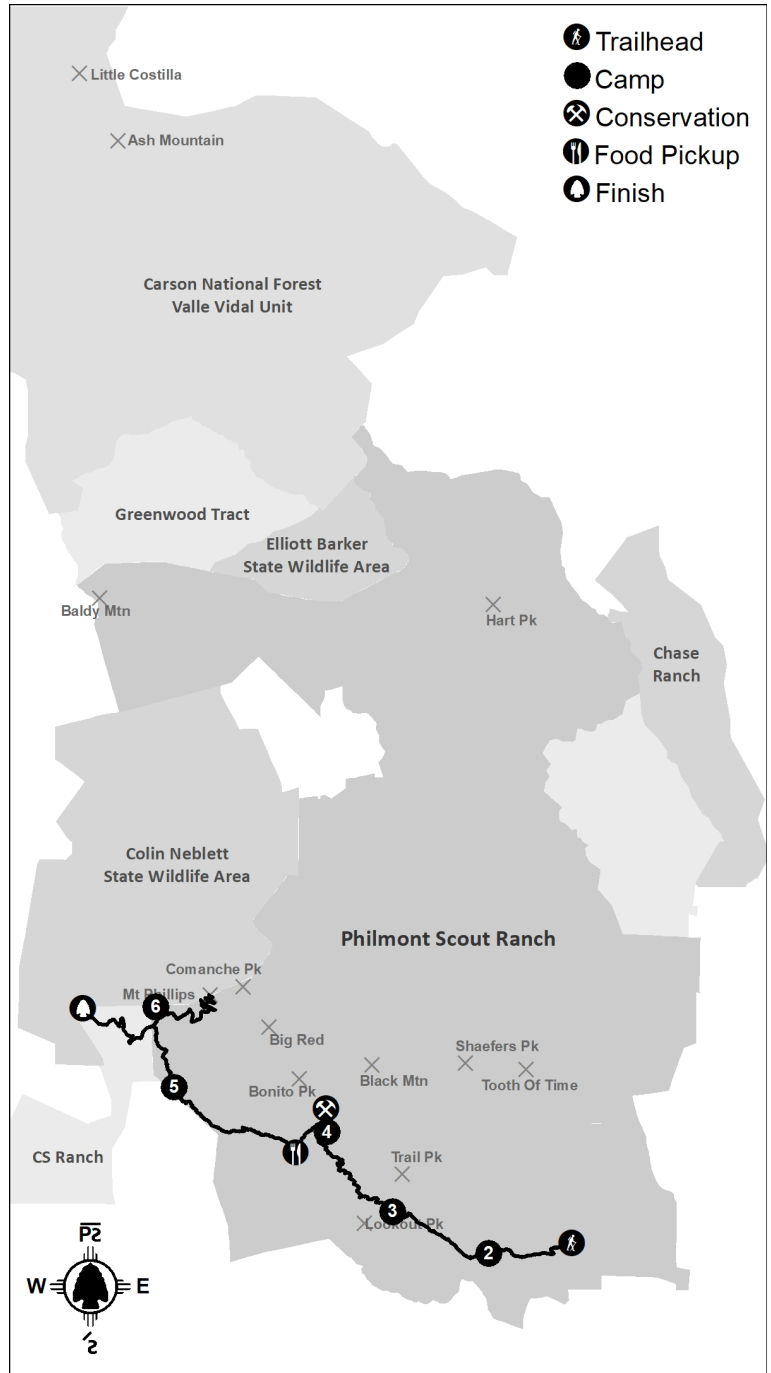 Trailhead
Camp
Conservation
Food Pickup
Finish
Little Costilla
Ash Mountain
Carson National Forest
Valle Vidal Unit
Greenwood Tract
Elliott Barker
State Wildlife Area
Baldy Mtn
Hart Pk
Chase
Ranch
Colin Neblett
State Wildlife Area
Philmont Scout Ranch
Comanche Pk
Mt Phillips
6
Big Red
Shaefers Pk
Black Mtn
Tooth Of Time
Bonito Pk
5
4
CS Ranch
Trail Pk
3
Lookout Pk
2
W
E